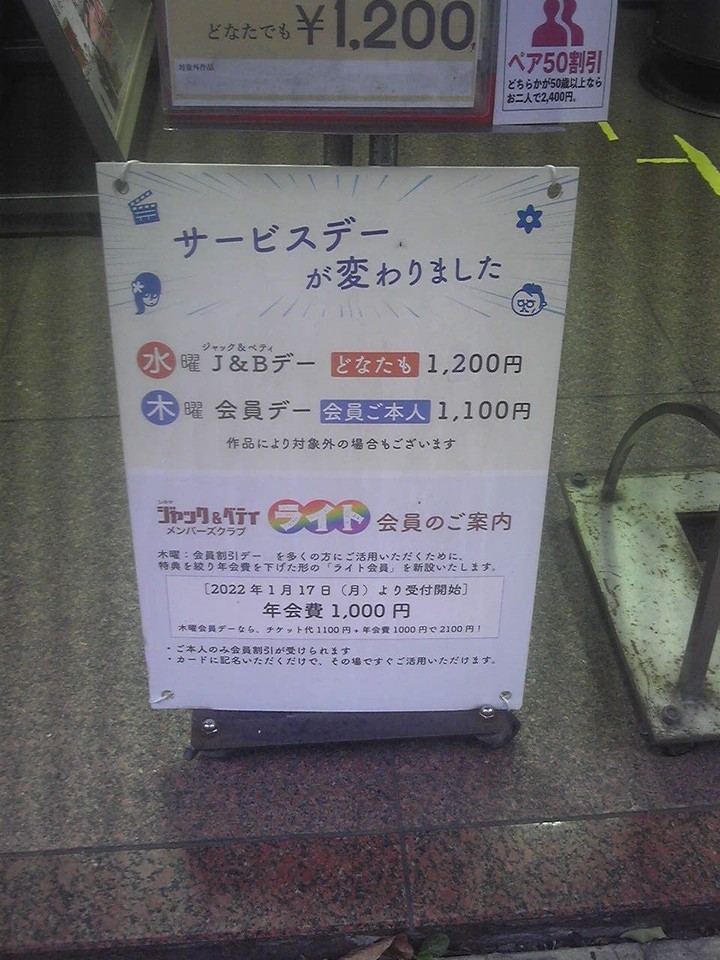 どなたでも ¥1,200
対象外作品
ペア50割引
どちらかが50歳以上なら
お二人で2,400円。
サービスデー
が変わりました
ジャック&ベティ
水曜 J&Bデー どなたも 1,200円
木曜 会員デー 会員ご本人 1,100円
作品により対象外の場合もございます
シネマ
ジャック&ベティ ライト 会員のご案内
メンバーズクラブ
木曜：会員割引デー を多くの方にご活用いただくために、
特典を絞り年会費を下げた形の「ライト会員」を新設いたします。
［2022年1月17日（月）より受付開始］
年会費 1,000 円
木曜会員デーなら、チケット代1100円+年会費1000円で2100円！
・ご本人のみ会員割引が受けられます
・カードに記名いただくだけで、その場ですぐご活用いただけます。